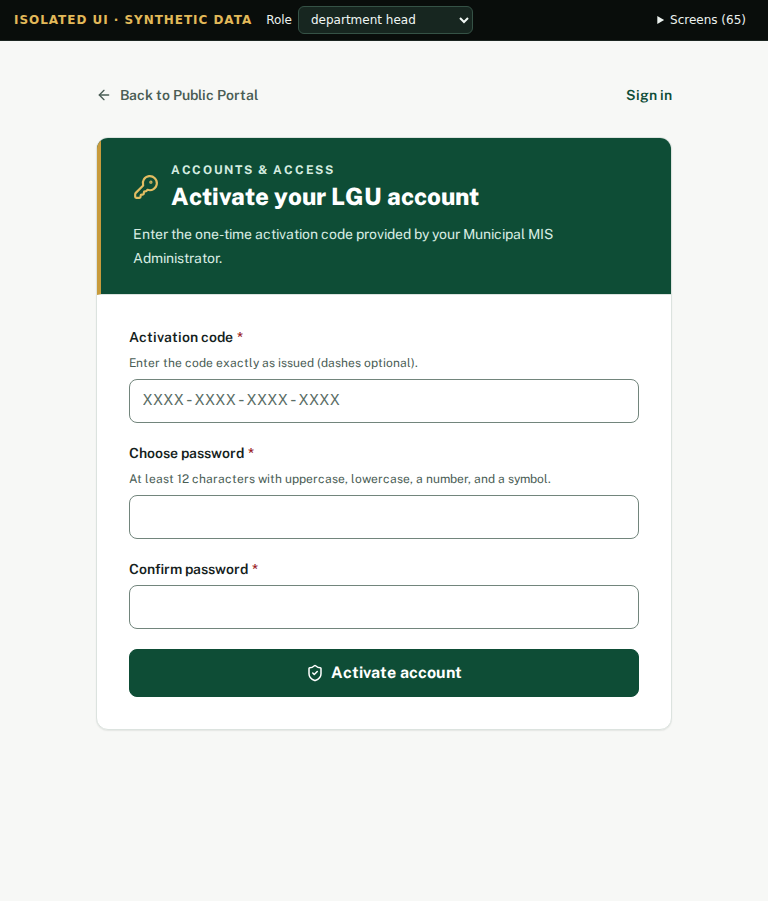 ISOLATED UI · SYNTHETIC DATA Role department head Screens (65)
Back to Public Portal Sign in
ACCOUNTS & ACCESS
Activate your LGU account
Enter the one-time activation code provided by your Municipal MIS
Administrator.
Activation code *
Enter the code exactly as issued (dashes optional).
XXXX-XXXX-XXXX-XXXX
Choose password *
At least 12 characters with uppercase, lowercase, a number, and a symbol.
Confirm password *
Activate account